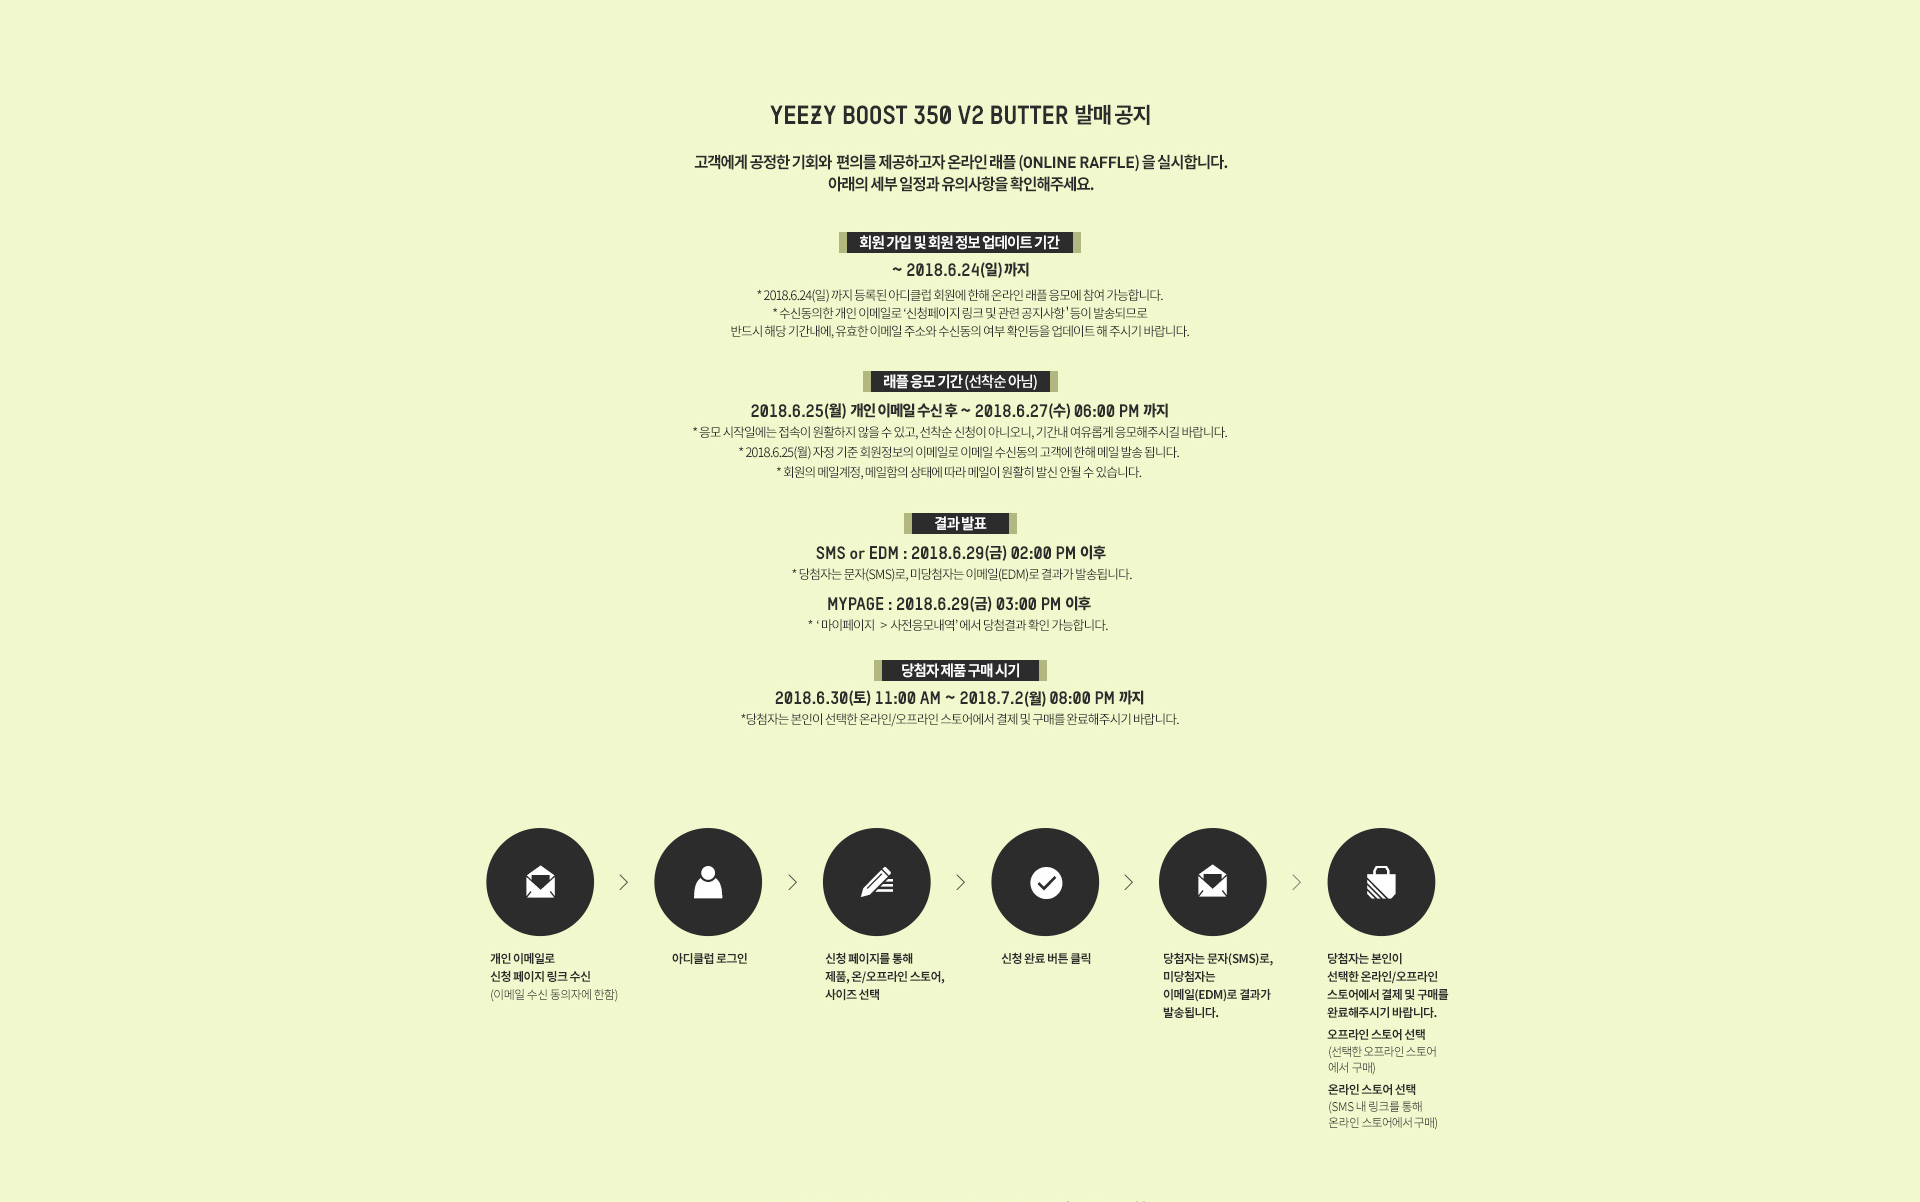 YEEZY BOOST 350 V2 BUTTER 발매 공지
고객에게 공정한 기회와 편의를 제공하고자 온라인 래플 (ONLINE RAFFLE) 을 실시합니다.
아래의 세부 일정과 유의사항을 확인해주세요.
회원 가입 및 회원 정보 업데이트 기간
~ 2018.6.24(일) 까지
* 2018.6.24(일) 까지 등록된 아디클럽 회원에 한해 온라인 래플 응모에 참여 가능합니다.
* 수신동의한 개인 이메일로 ‘신청페이지 링크 및 관련 공지사항 ' 등이 발송되므로
반드시 해당 기간내에, 유효한 이메일 주소와 수신동의 여부 확인등을 업데이트 해 주시기 바랍니다.
래플 응모 기간 (선착순 아님)
2018.6.25(월) 개인 이메일 수신 후 ~ 2018.6.27(수) 06:00 PM 까지
* 응모 시작일에는 접속이 원활하지 않을 수 있고, 선착순 신청이 아니오니, 기간내 여유롭게 응모해주시길 바랍니다.
* 2018.6.25(월) 자정 기준 회원정보의 이메일로 이메일 수신동의 고객에 한해 메일 발송 됩니다.
* 회원의 메일계정, 메일함의 상태에 따라 메일이 원활히 발신 안될 수 있습니다.
결과 발표
SMS or EDM : 2018.6.29(금) 02:00 PM 이후
* 당첨자는 문자(SMS)로, 미당첨자는 이메일(EDM)로 결과가 발송됩니다.
MYPAGE : 2018.6.29(금) 03:00 PM 이후
* ‘ 마이페이지 > 사전응모내역’ 에서 당첨결과 확인 가능합니다.
당첨자 제품 구매 시기
2018.6.30(토) 11:00 AM ~ 2018.7.2(월) 08:00 PM 까지
*당첨자는 본인이 선택한 온라인/오프라인 스토어에서 결제 및 구매를 완료해주시기 바랍니다.
개인 이메일로
신청 페이지 링크 수신
(이메일 수신 동의자에 한함)
아디클럽 로그인
신청 페이지를 통해
제품, 온/오프라인 스토어,
사이즈 선택
신청 완료 버튼 클릭
당첨자는 문자(SMS)로,
미당첨자는
이메일(EDM)로 결과가
발송됩니다.
당첨자는 본인이
선택한 온라인/오프라인
스토어에서 결제 및 구매를
완료해주시기 바랍니다.
오프라인 스토어 선택
(선택한 오프라인 스토어
에서 구매)
온라인 스토어 선택
(SMS 내 링크를 통해
온라인 스토어에서 구매)